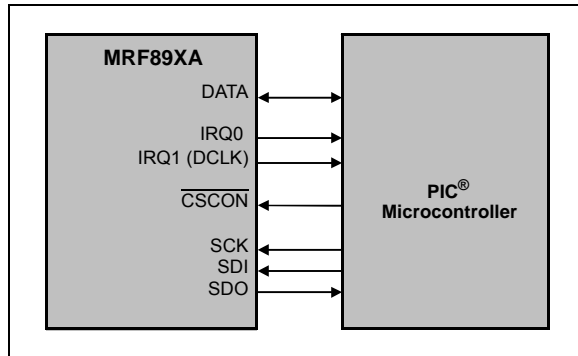 MRF89XA
DATA
IRQ0
IRQ1 (DCLK)
CSCON
SCK
SDI
SDO
PIC®
Microcontroller